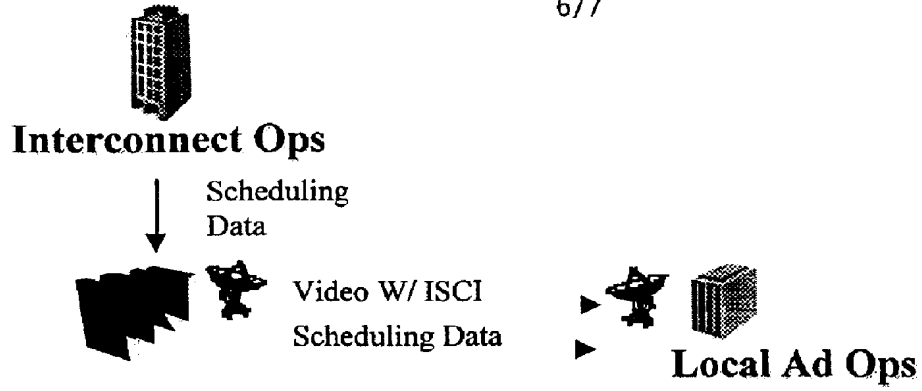 6/7
Interconnect Ops
Scheduling
Data
Video W/ ISCI
Scheduling Data
Local Ad Ops